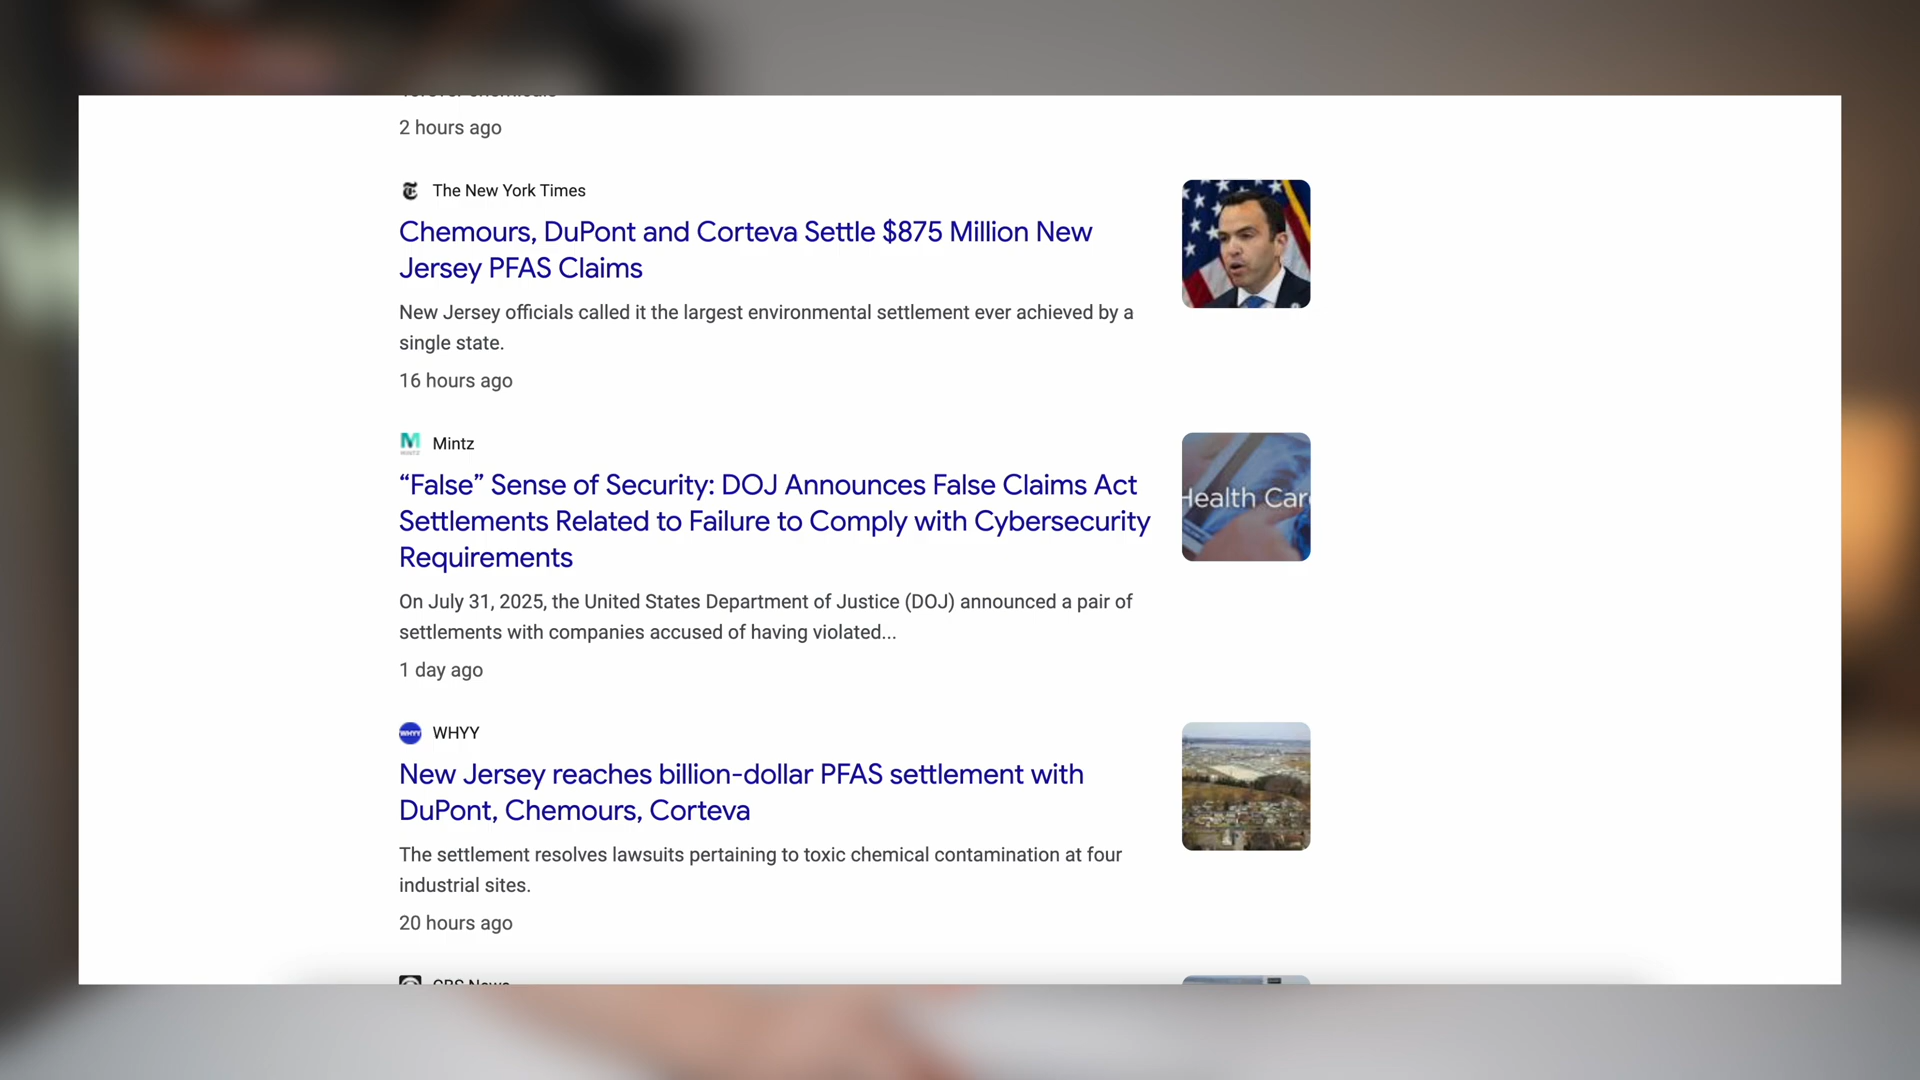 2 hours ago
The New York Times
Chemours, DuPont and Corteva Settle $875 Million New
Jersey PFAS Claims
New Jersey officials called it the largest environmental settlement ever achieved by a
single state.
16 hours ago
M
Mintz
“False” Sense of Security: DOJ Announces False Claims Act
Settlements Related to Failure to Comply with Cybersecurity
Requirements
Health Car
On July 31, 2025, the United States Department of Justice (DOJ) announced a pair of
settlements with companies accused of having violated...
1 day ago
WHYY
WHYY
New Jersey reaches billion-dollar PFAS settlement with
DuPont, Chemours, Corteva
The settlement resolves lawsuits pertaining to toxic chemical contamination at four
industrial sites.
20 hours ago
CBS News